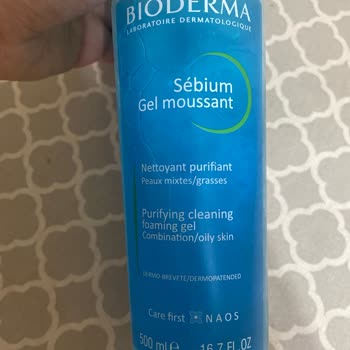 BIODERMA
LABORATOIRE DERMATOLOGIQUE
Sébium
Gel moussant
Nettoyant purifiant
Peaux mixtes/grasses
Purifying cleaning
foaming gel
Combination/oily skin
DERMO BREVETÉ/DERMOPATENDED
Care first NAOS
500 ml ℮ 16.7 FL.OZ